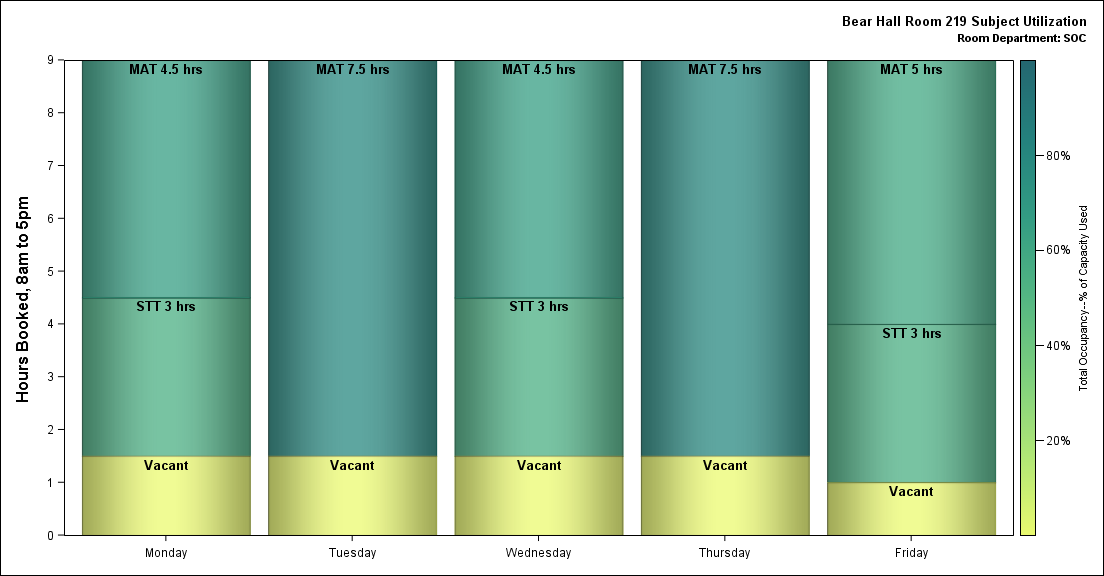 Bear Hall Room 219 Subject Utilization
Room Department: SOC
Hours Booked, 8am to 5pm
9
8
7
6
5
4
3
2
1
0
MAT 4.5 hrs
STT 3 hrs
Vacant
MAT 7.5 hrs
Vacant
MAT 4.5 hrs
STT 3 hrs
Vacant
MAT 7.5 hrs
Vacant
MAT 5 hrs
STT 3 hrs
Vacant
Monday
Tuesday
Wednesday
Thursday
Friday
80%
60%
40%
20%
Total Occupancy--% of Capacity Used